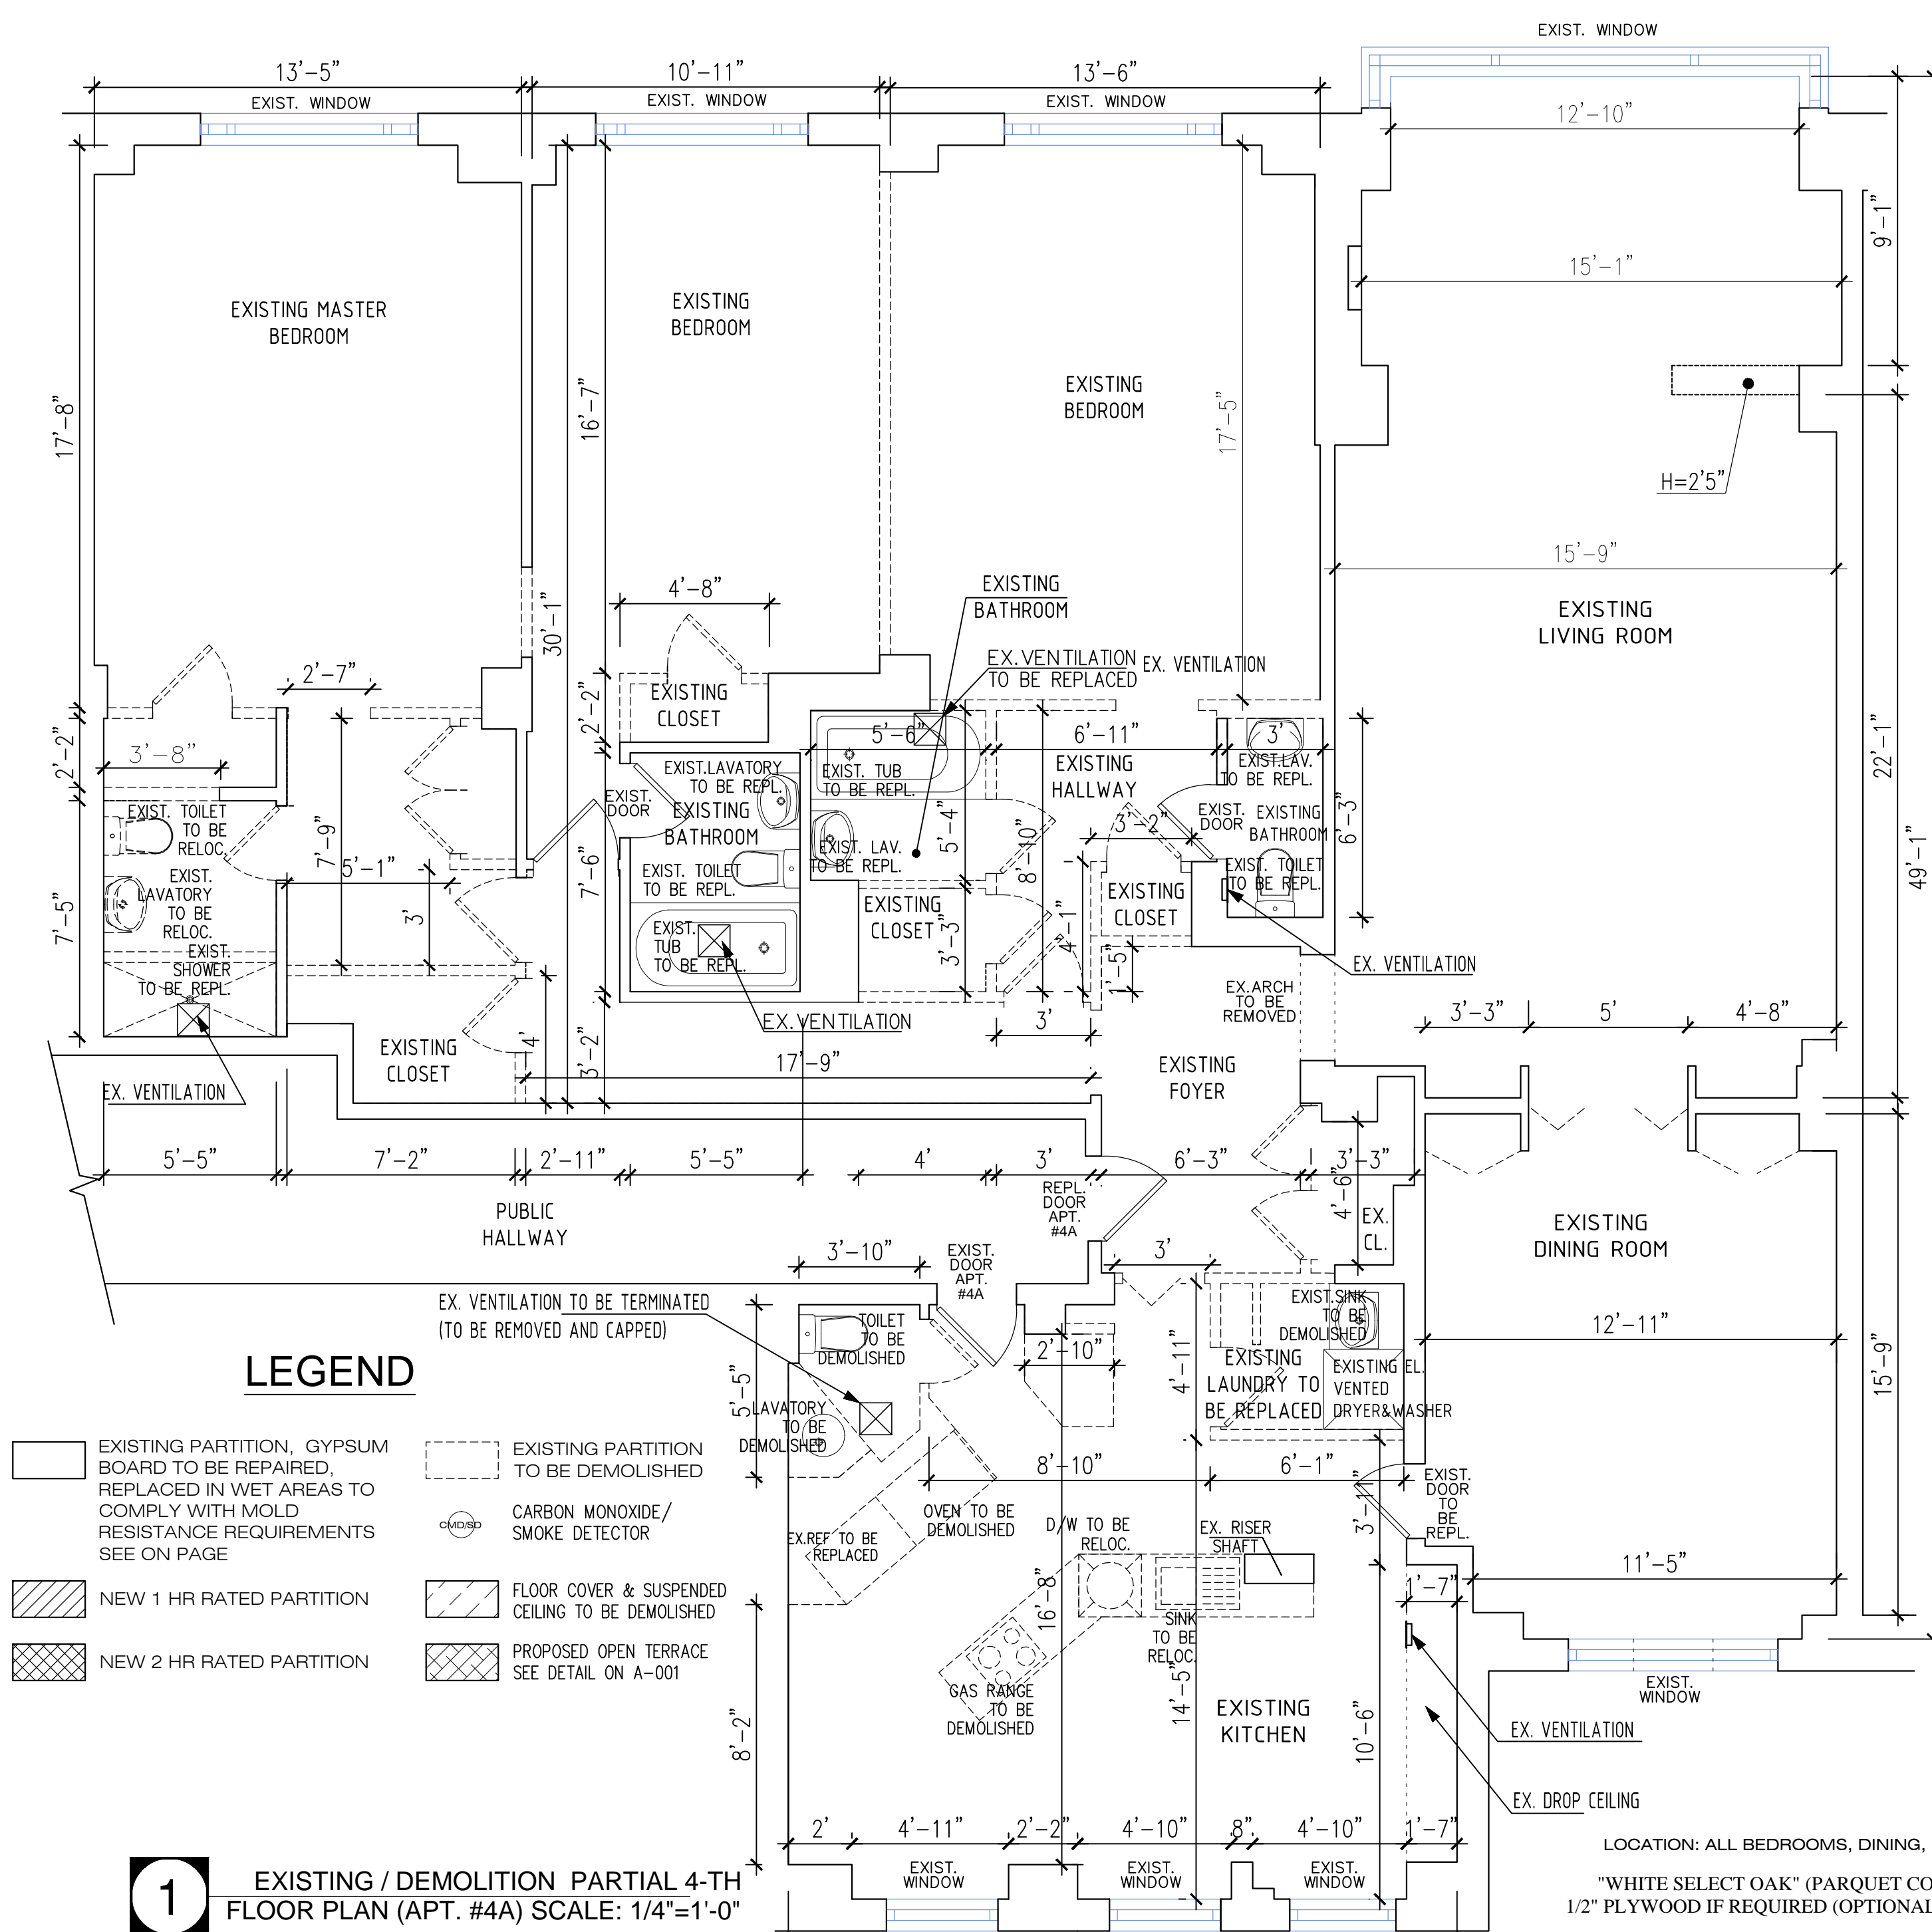 EXIST. WINDOW
13'-5"
10'-11"
13'-6"
EXIST. WINDOW
EXIST. WINDOW
EXIST. WINDOW
12'-10"
9'-1"
15'-1"
EXISTING MASTER
BEDROOM
EXISTING
BEDROOM
EXISTING
BEDROOM
17'-8"
16'-7"
17'-5"
H=2'5"
15'-9"
EXISTING
LIVING ROOM
30'-1"
4'-8"
EXISTING
BATHROOM
EX.VENTILATION
TO BE REPLACED
EX. VENTILATION
2'-7"
2'-2"
EXISTING
CLOSET
2'-2"
3'-8"
5'-6"
6'-11"
3'
22'-1"
49'-1"
EXIST. TOILET
TO BE
RELOC.
7'-9"
5'-1"
EXIST.
DOOR
EXIST.LAVATORY
TO BE REPL.
EXISTING
BATHROOM
EXIST. TUB
TO BE REPL.
EXISTING
HALLWAY
EXIST.LAV.
TO BE REPL.
EXIST.
DOOR
EXISTING
BATHROOM
3'-2"
6'-3"
5'-4"
8'-10"
EXIST. LAV.
TO BE REPL.
EXIST. TOILET
TO BE REPL.
EXIST. TOILET
TO BE REPL.
7'-6"
7'-5"
EXIST.
LAVATORY
TO BE
RELOC.
EXIST.
SHOWER
TO BE REPL.
3'
EXISTING
CLOSET
EXISTING
CLOSET
3'-3"
4'-1"
1'-5"
EXIST.
TUB
TO BE REPL.
EX. VENTILATION
EX.ARCH
TO BE
REMOVED
3'-3"
5'
4'-8"
EX.VENTILATION
3'
4'
3'-2"
17'-9"
EXISTING
CLOSET
EXISTING
FOYER
EX. VENTILATION
5'-5"
7'-2"
2'-11"
5'-5"
4'
3'
6'-3"
3'-3"
4'-6"
REPL.
DOOR
APT.
#4A
EX.
CL.
PUBLIC
HALLWAY
EXISTING
DINING ROOM
3'-10"
EXIST.
DOOR
APT.
#4A
3'
EX. VENTILATION TO BE TERMINATED
(TO BE REMOVED AND CAPPED)
TOILET
TO BE
DEMOLISHED
EXIST.SINK
TO BE
DEMOLISHED
12'-11"
2'-10"
4'-11"
5'-5"
EXISTING
LAUNDRY TO
BE REPLACED
EXISTING EL.
VENTED
DRYER&WASHER
15'-9"
LAVATORY
TO BE
DEMOLISHED
8'-10"
6'-1"
3'-11"
EXIST.
DOOR
TO
BE
REPL.
EX.REF TO BE
REPLACED
OVEN TO BE
DEMOLISHED
D/W TO BE
RELOC.
EX. RISER
SHAFT
11'-5"
1'-7"
16'-8"
SINK
TO BE
RELOC.
GAS RANGE
TO BE
DEMOLISHED
14'-5"
EXISTING
KITCHEN
10'-6"
8'-2"
EXIST.
WINDOW
EX. VENTILATION
EX. DROP CEILING
2'
4'-11"
2'-2"
4'-10"
8"
4'-10"
1'-7"
EXIST.
WINDOW
EXIST.
WINDOW
EXIST.
WINDOW
LEGEND
EXISTING PARTITION, GYPSUM
BOARD TO BE REPAIRED,
REPLACED IN WET AREAS TO
COMPLY WITH MOLD
RESISTANCE REQUIREMENTS
SEE ON PAGE
EXISTING PARTITION
TO BE DEMOLISHED
CMD/SD
CARBON MONOXIDE/
SMOKE DETECTOR
NEW 1 HR RATED PARTITION
FLOOR COVER & SUSPENDED
CEILING TO BE DEMOLISHED
NEW 2 HR RATED PARTITION
PROPOSED OPEN TERRACE
SEE DETAIL ON A-001
1
EXISTING / DEMOLITION PARTIAL 4-TH
FLOOR PLAN (APT. #4A) SCALE: 1/4"=1'-0"
LOCATION: ALL BEDROOMS, DINING,
"WHITE SELECT OAK" (PARQUET CO
1/2" PLYWOOD IF REQUIRED (OPTIONAL